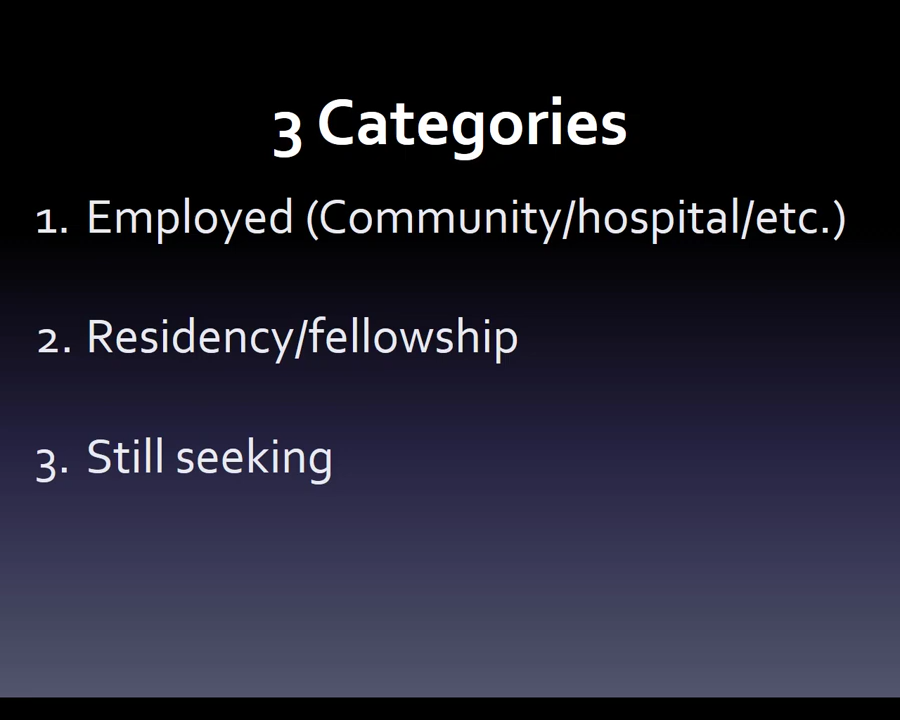 3 Categories
1. Employed (Community/hospital/etc.)
2. Residency/fellowship
3. Still seeking